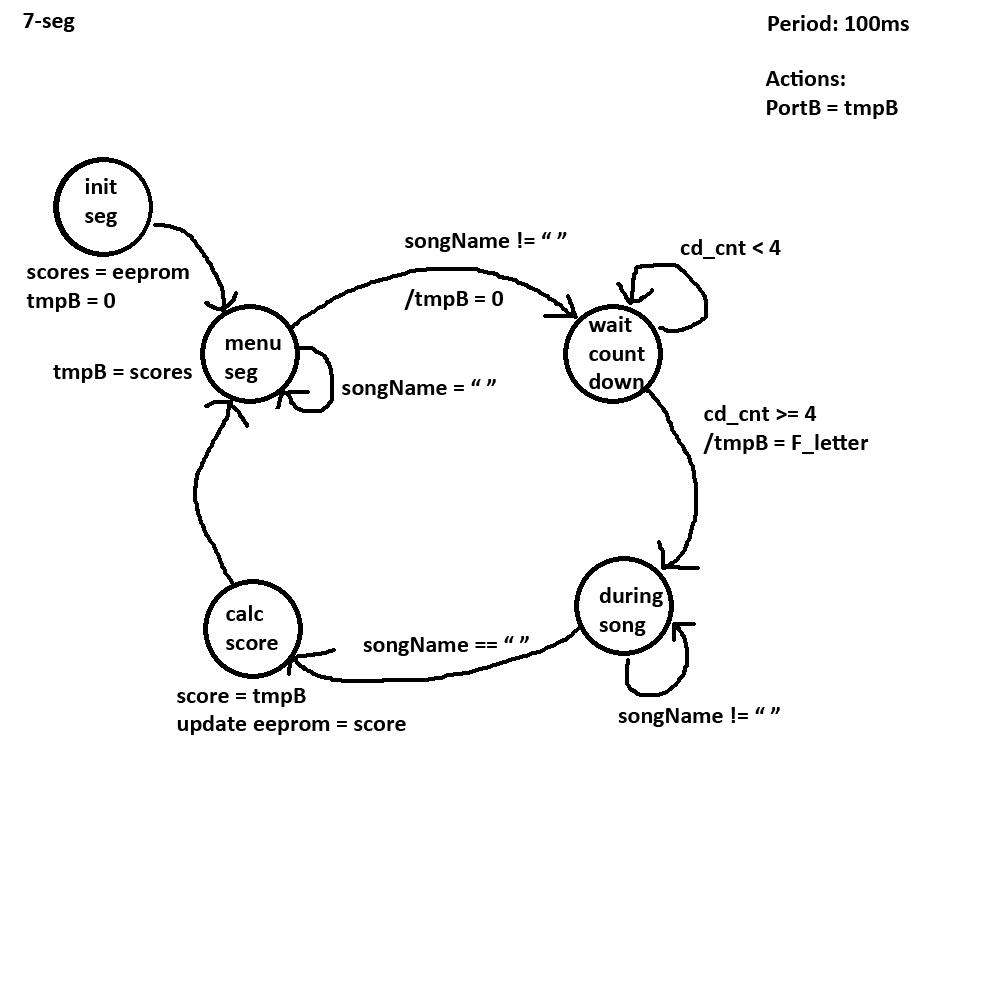 7-seg
Period: 100ms
Actions:
PortB = tmpB
init
seg
scores = eeprom
tmpB = 0
songName != “ ”
/tmpB = 0
cd_cnt < 4
menu
seg
tmpB = scores
songName = “ ”
wait
count
down
cd_cnt >= 4
/tmpB = F_letter
during
song
songName != “ ”
songName == “ ”
calc
score
score = tmpB
update eeprom = score